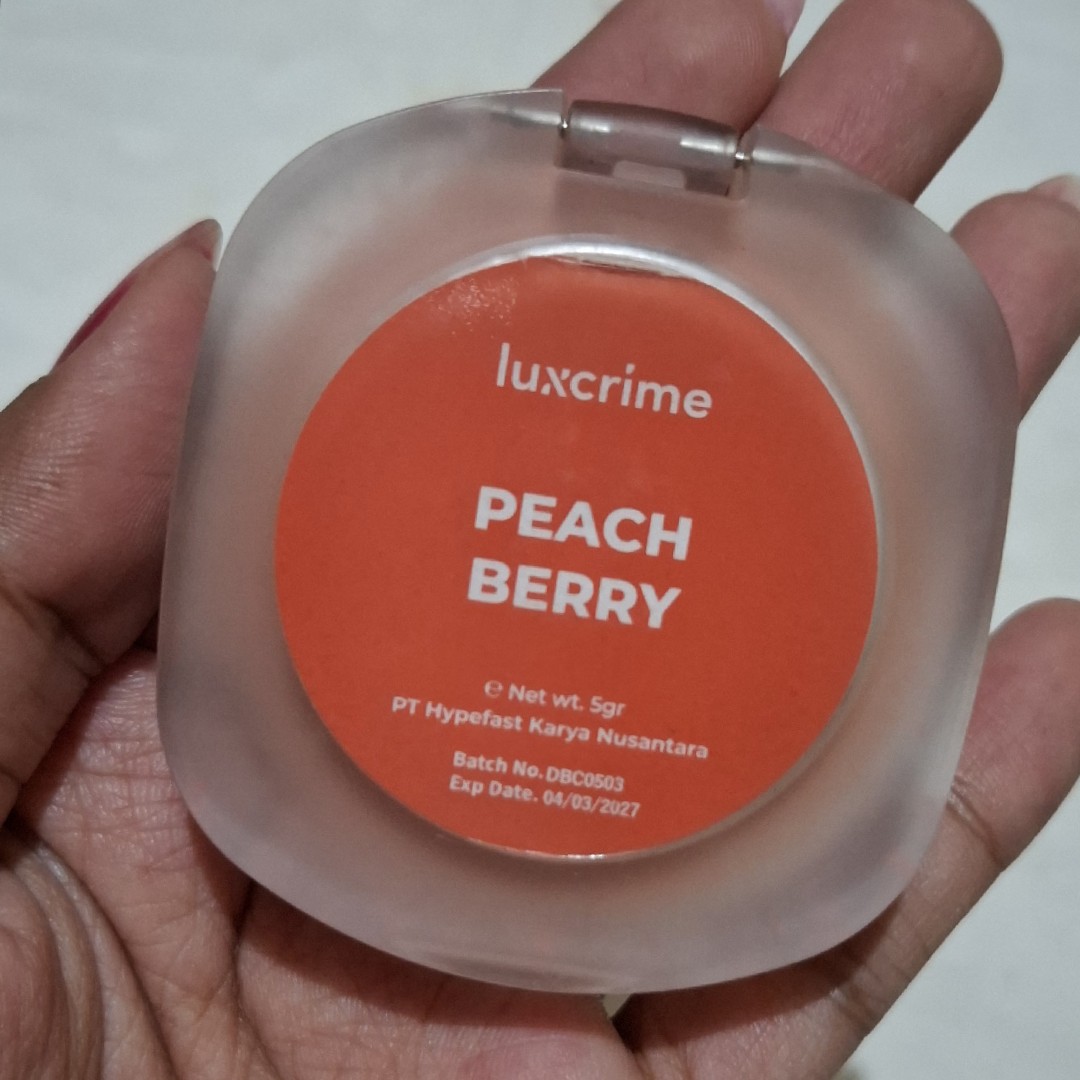 luxcrime
PEACH
BERRY
℮ Net wt. 5gr
PT Hypefast Karya Nusantara
Batch No. DBC0503
Exp Date. 04/03/2027